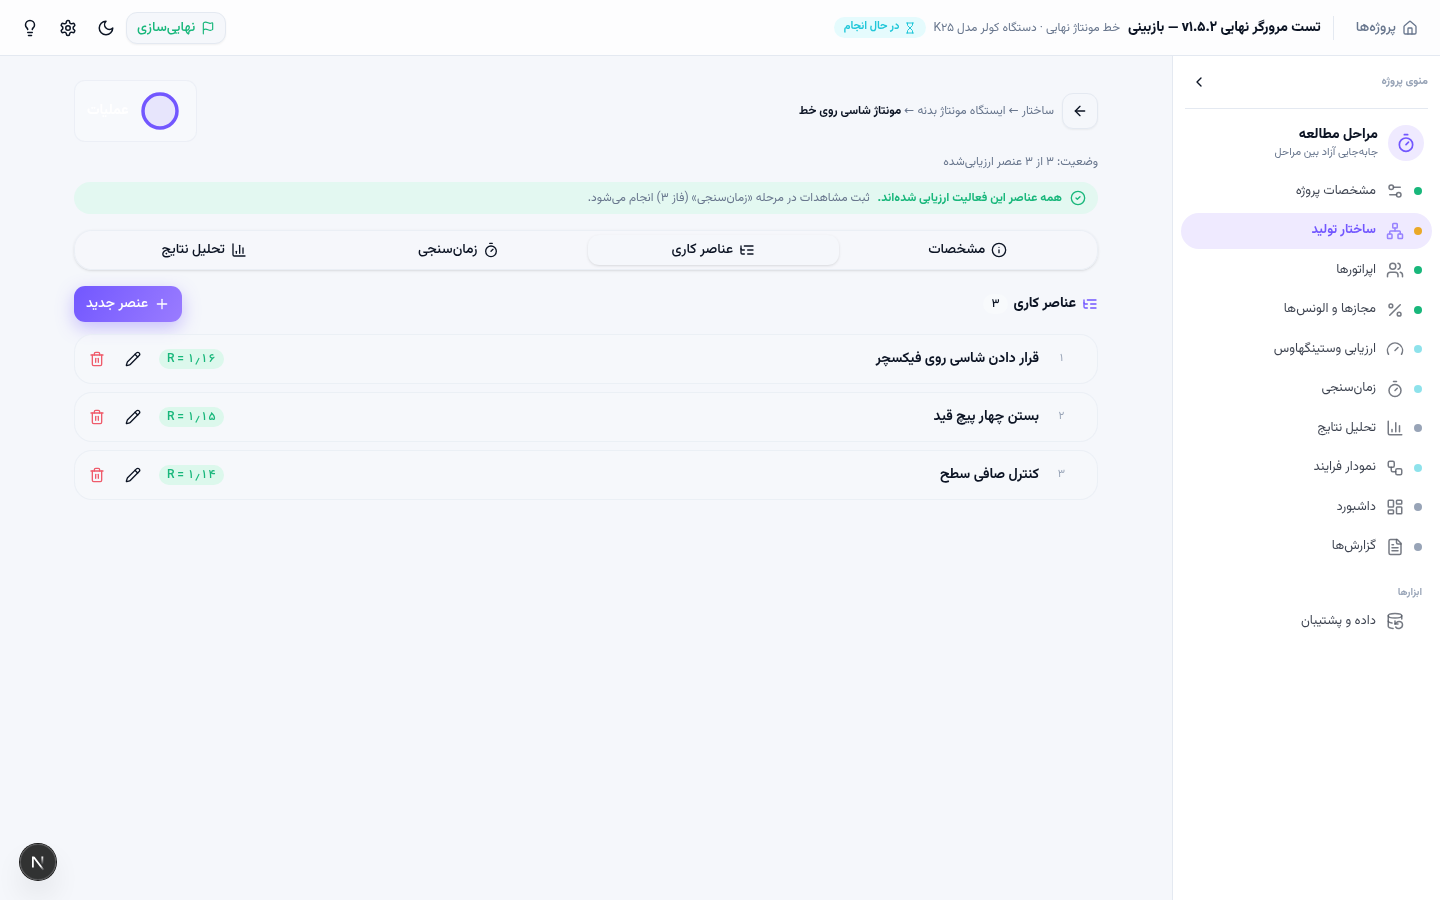 پروژه‌ها
تست مرورگر نهایی v۱.۵.۲ — بازبینی
خط مونتاژ نهایی · دستگاه کولر مدل K۲۵
در حال انجام
نهایی‌سازی
منوی پروژه
مراحل مطالعه
جابه‌جایی آزاد بین مراحل
مشخصات پروژه
ساختار تولید
اپراتورها
مجازها و الونس‌ها
ارزیابی وستینگهاوس
زمان‌سنجی
تحلیل نتایج
نمودار فرایند
داشبورد
گزارش‌ها
ابزارها
داده و پشتیبان
ساختار ← ایستگاه مونتاژ بدنه ← مونتاژ شاسی روی خط
عملیات
وضعیت: ۳ از ۳ عنصر ارزیابی‌شده
همه عناصر این فعالیت ارزیابی شده‌اند. ثبت مشاهدات در مرحله «زمان‌سنجی» (فاز ۳) انجام می‌شود.
مشخصات
عناصر کاری
زمان‌سنجی
تحلیل نتایج
عناصر کاری ۳
عنصر جدید
۱ قرار دادن شاسی روی فیکسچر R = ۱٫۱۶
۲ بستن چهار پیچ قید R = ۱٫۱۵
۳ کنترل صافی سطح R = ۱٫۱۴